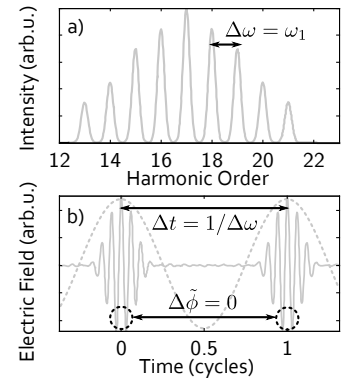 a)
Δω = ω₁
Intensity (arb.u.)
12 14 16 18 20 22
Harmonic Order
b)
Δt = 1/Δω
Electric Field (arb.u.)
Δφ̃ = 0
0 0.5 1
Time (cycles)